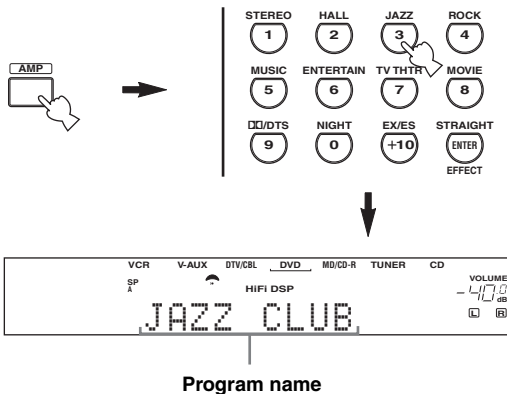 STEREO HALL JAZZ ROCK
1 2 3 4
AMP
MUSIC ENTERTAIN TV THTR MOVIE
5 6 7 8
DD/DTS NIGHT EX/ES STRAIGHT
9 0 +10 ENTER
EFFECT
VCR V-AUX DTV/CBL DVD MD/CD-R TUNER CD
SP
A
HiFi DSP
VOLUME
-40.0 dB
L R
JAZZ CLUB
Program name